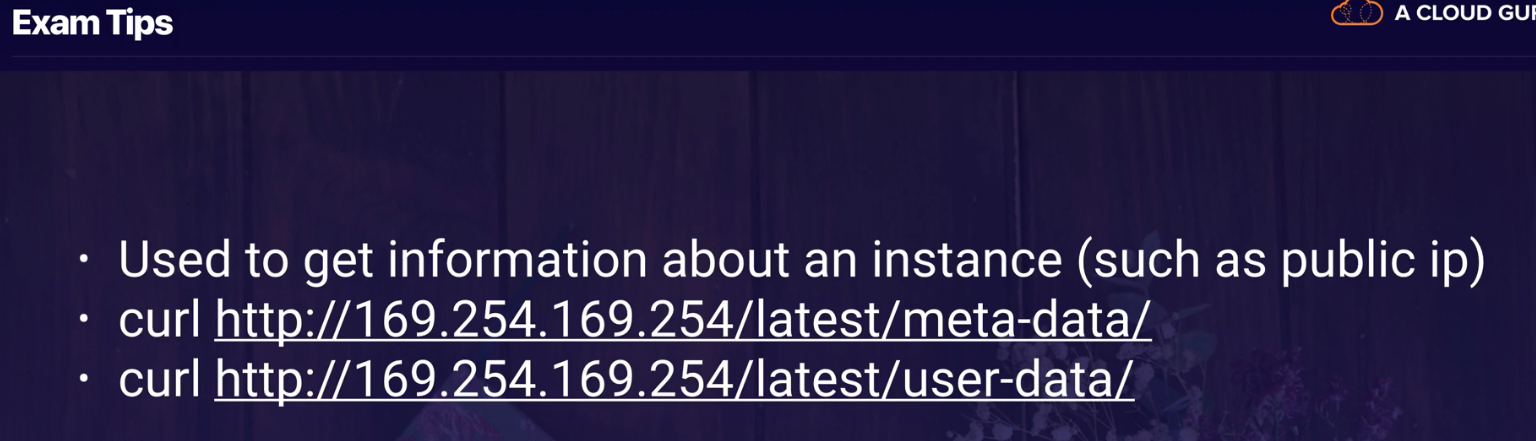 Exam Tips
A CLOUD GUR
• Used to get information about an instance (such as public ip)
• curl http://169.254.169.254/latest/meta-data/
• curl http://169.254.169.254/latest/user-data/